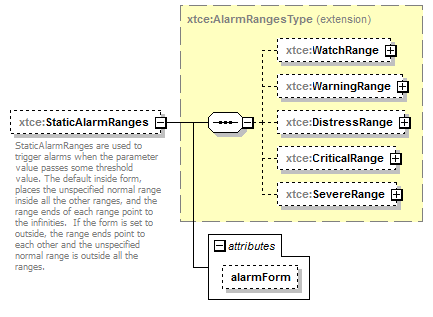 xtce:AlarmRangesType (extension)
xtce:WatchRange
xtce:WarningRange
xtce:StaticAlarmRanges
xtce:DistressRange
xtce:CriticalRange
xtce:SevereRange
StaticAlarmRanges are used to
trigger alarms when the parameter
value passes some threshold
value. The default inside form,
places the unspecified normal range
inside all the other ranges, and the
range ends of each range point to
the infinities.  If the form is set to
outside, the range ends point to
each other and the unspecified
normal range is outside all the
ranges.
attributes
alarmForm